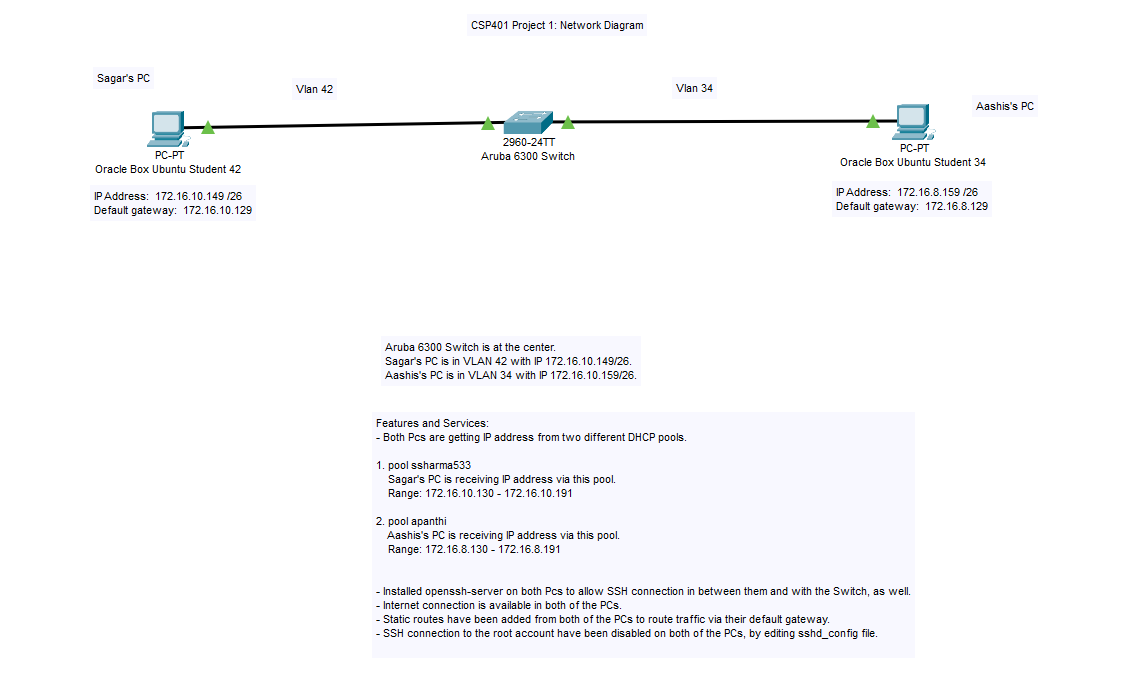 CSP401 Project 1: Network Diagram
Sagar's PC
Vlan 42
Vlan 34
Aashis's PC
PC-PT
Oracle Box Ubuntu Student 42
2960-24TT
Aruba 6300 Switch
PC-PT
Oracle Box Ubuntu Student 34
IP Address: 172.16.10.149 /26
Default gateway: 172.16.10.129
IP Address: 172.16.8.159 /26
Default gateway: 172.16.8.129
Aruba 6300 Switch is at the center.
Sagar's PC is in VLAN 42 with IP 172.16.10.149/26.
Aashis's PC is in VLAN 34 with IP 172.16.10.159/26.
Features and Services:
- Both Pcs are getting IP address from two different DHCP pools.
1. pool ssharma533
Sagar's PC is receiving IP address via this pool.
Range: 172.16.10.130 - 172.16.10.191
2. pool apanthi
Aashis's PC is receiving IP address via this pool.
Range: 172.16.8.130 - 172.16.8.191
- Installed openssh-server on both Pcs to allow SSH connection in between them and with the Switch, as well.
- Internet connection is available in both of the PCs.
- Static routes have been added from both of the PCs to route traffic via their default gateway.
- SSH connection to the root account have been disabled on both of the PCs, by editing sshd_config file.